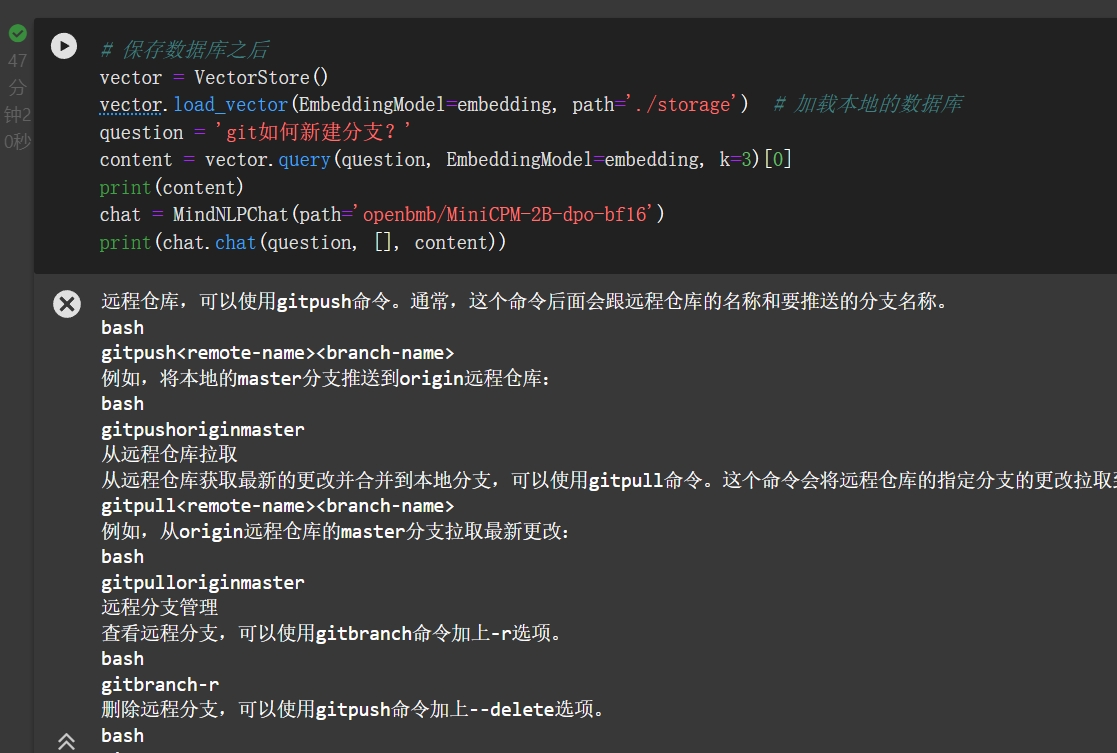 47
分
钟2
0秒
# 保存数据库之后
vector = VectorStore()
vector.load_vector(EmbeddingModel=embedding, path='./storage')  # 加载本地的数据库
question = 'git如何新建分支？'
content = vector.query(question, EmbeddingModel=embedding, k=3)[0]
print(content)
chat = MindNLPChat(path='openbmb/MiniCPM-2B-dpo-bf16')
print(chat.chat(question, [], content))
远程仓库，可以使用gitpush命令。通常，这个命令后面会跟远程仓库的名称和要推送的分支名称。
bash
gitpush<remote-name><branch-name>
例如，将本地的master分支推送到origin远程仓库：
bash
gitpushoriginmaster
从远程仓库拉取
从远程仓库获取最新的更改并合并到本地分支，可以使用gitpull命令。这个命令会将远程仓库的指定分支的更改拉取
gitpull<remote-name><branch-name>
例如，从origin远程仓库的master分支拉取最新更改：
bash
gitpulloriginmaster
远程分支管理
查看远程分支，可以使用gitbranch命令加上-r选项。
bash
gitbranch-r
删除远程分支，可以使用gitpush命令加上--delete选项。
bash